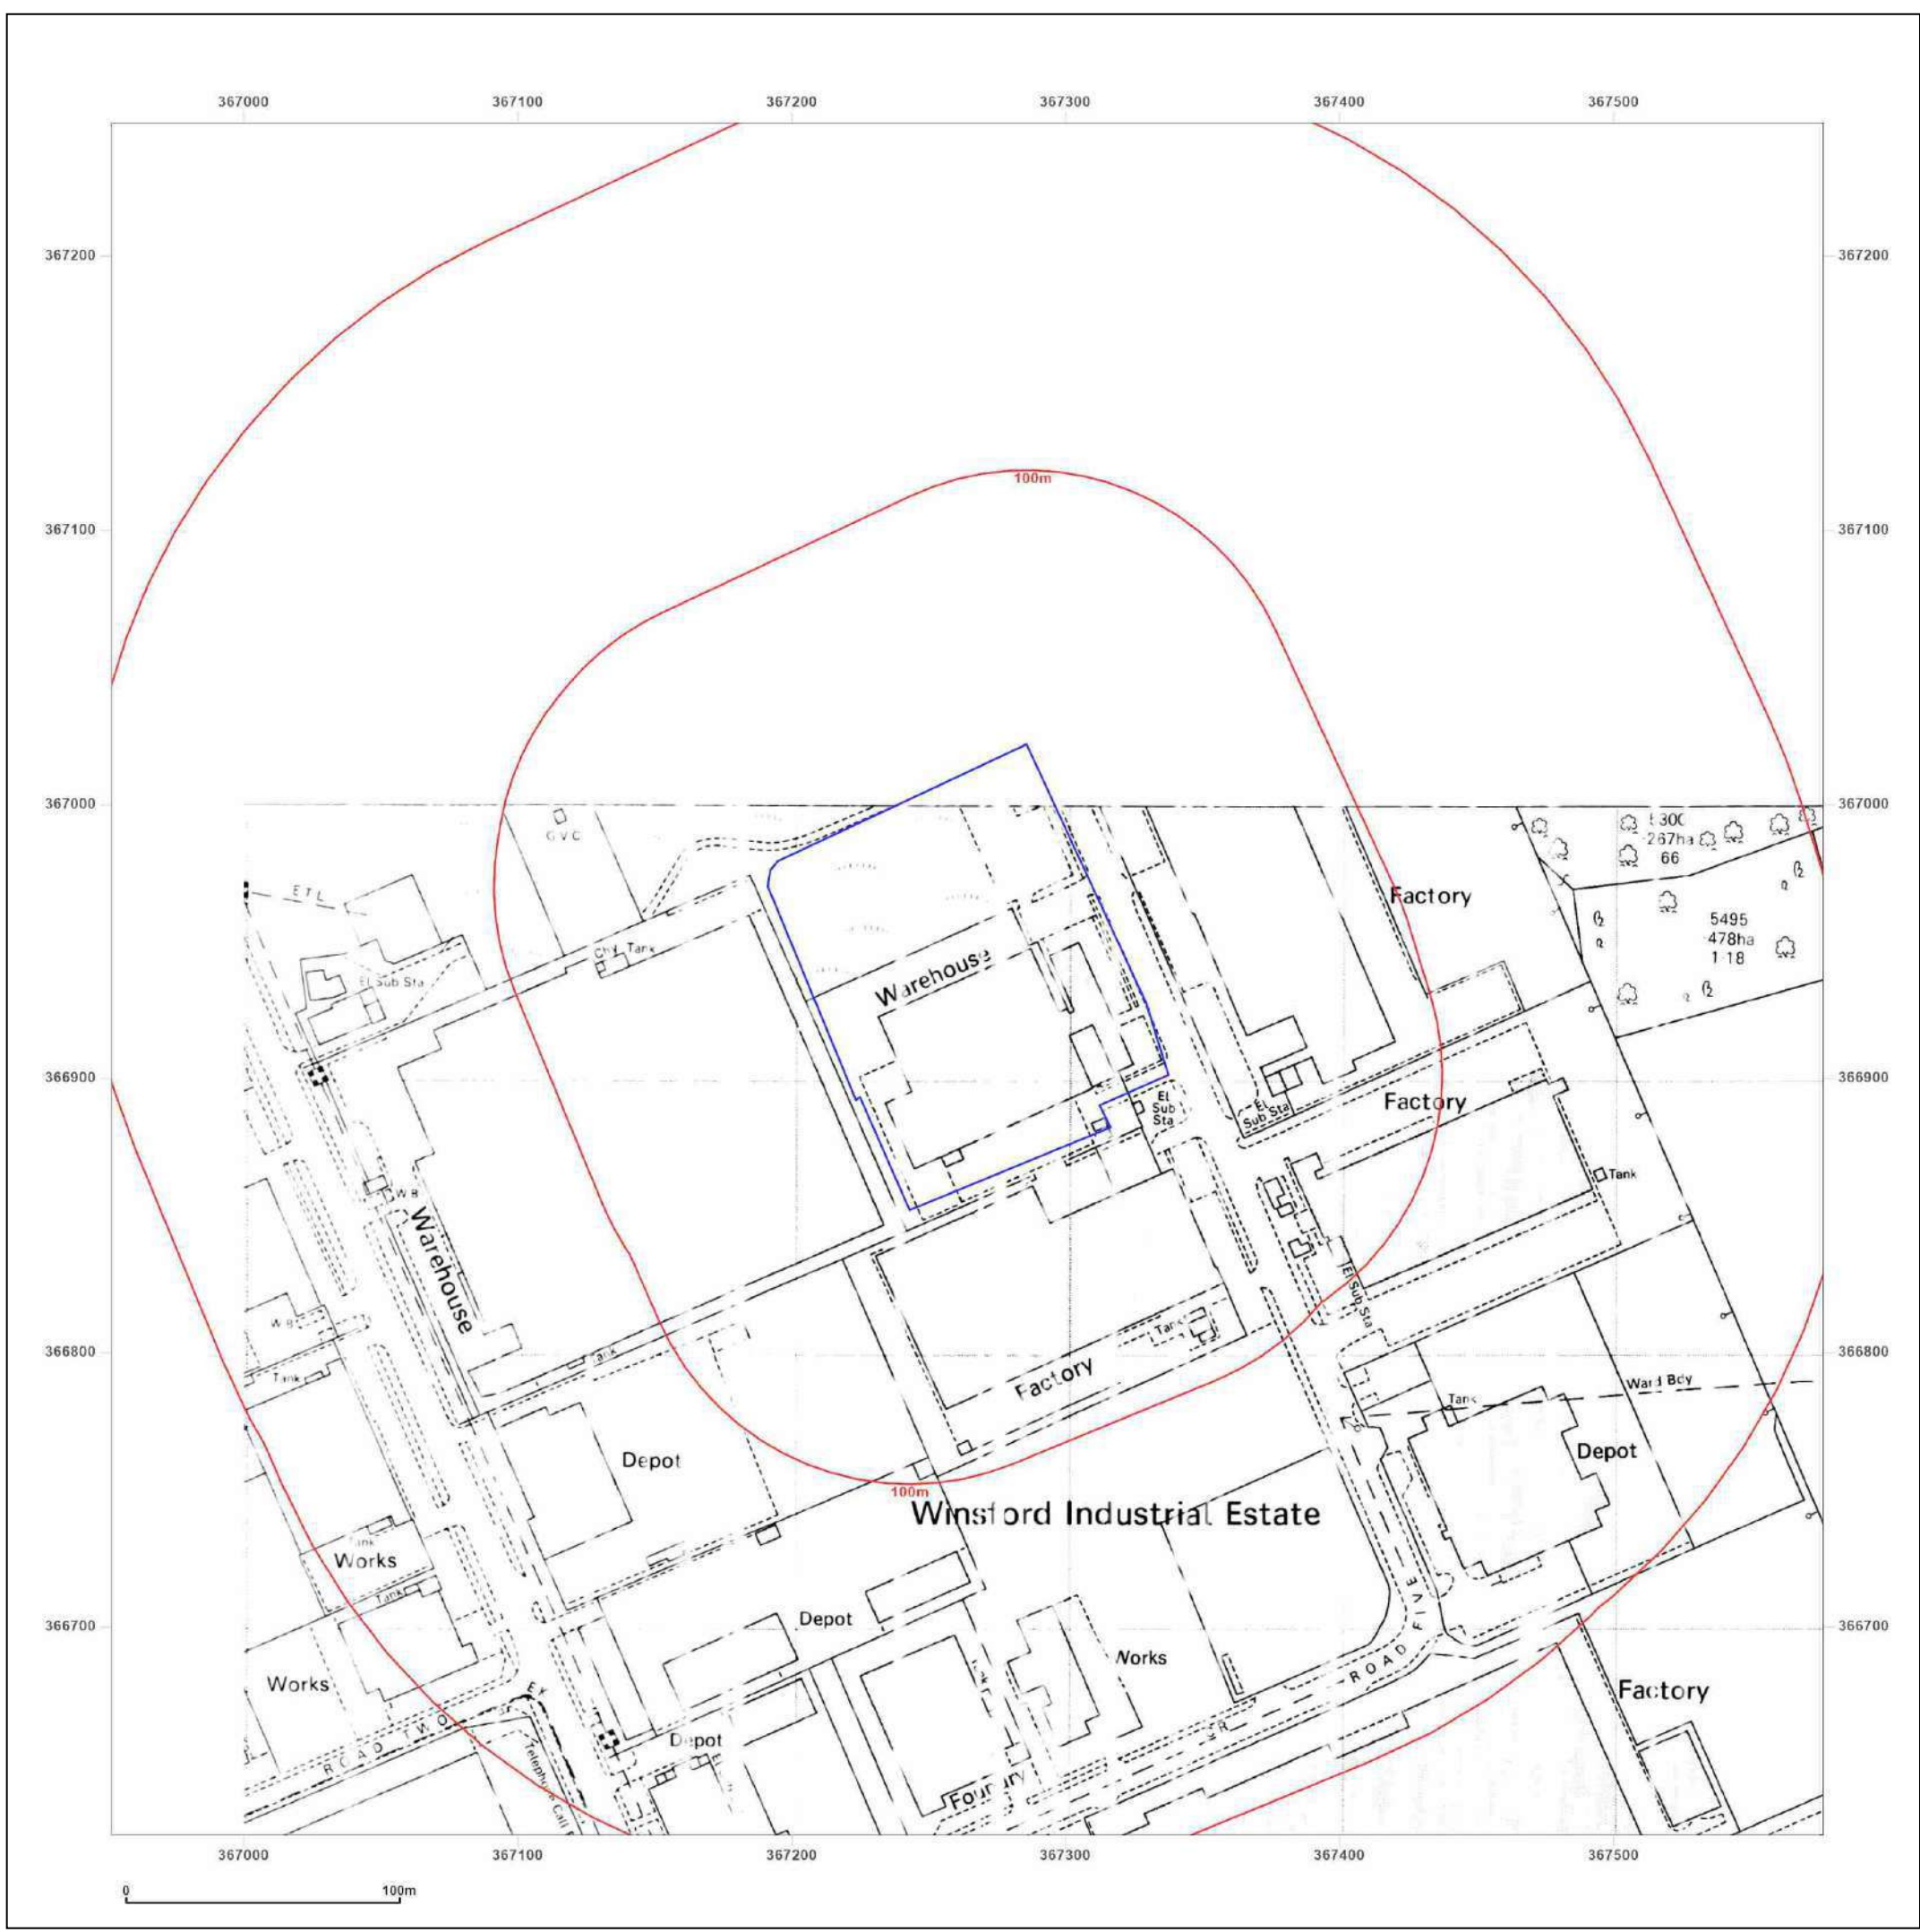 367000 367100 367200 367300 367400 367500
367200 367200
100m
367100 367100
367000 367000
G V C
300
267ha
66
E T L
Factory
5495
478ha
1·18
Chy Tank
El Sub Sta
Warehouse
366900 366900
El
Sub
Sta
El
Sub Sta
Factory
Tank
W B
Warehouse
El Sub Sta
W B
Tank
366800 366800
Tank
Tank
Factory
Ward Bdy
Tank
Depot
Depot
100m
Winsford Industrial Estate
Tank
Works
Tank
Depot
366700 366700
ROAD FIVE
Works
Works
Factory
ROAD TWO
Depot
Foundry
Telephone Call
367000 367100 367200 367300 367400 367500
0 100m